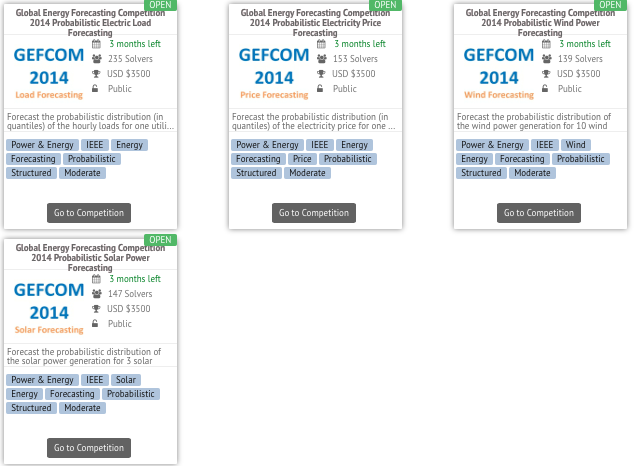 OPEN
Global Energy Forecasting Competition
2014 Probabilistic Electric Load
Forecasting
GEFCOM
2014
Load Forecasting
3 months left
235 Solvers
USD $3500
Public
Forecast the probabilistic distribution (in
quantiles) of the hourly loads for one utili...
Power & Energy IEEE Energy
Forecasting Probabilistic
Structured Moderate
Go to Competition
OPEN
Global Energy Forecasting Competition
2014 Probabilistic Electricity Price
Forecasting
GEFCOM
2014
Price Forecasting
3 months left
153 Solvers
USD $3500
Public
Forecast the probabilistic distribution (in
quantiles) of the electricity price for one ...
Power & Energy IEEE Energy
Forecasting Price Probabilistic
Structured Moderate
Go to Competition
OPEN
Global Energy Forecasting Competition
2014 Probabilistic Wind Power
Forecasting
GEFCOM
2014
Wind Forecasting
3 months left
139 Solvers
USD $3500
Public
Forecast the probabilistic distribution of
the wind power generation for 10 wind
Power & Energy IEEE Wind
Energy Forecasting Probabilistic
Structured Moderate
Go to Competition
OPEN
Global Energy Forecasting Competition
2014 Probabilistic Solar Power
Forecasting
GEFCOM
2014
Solar Forecasting
3 months left
147 Solvers
USD $3500
Public
Forecast the probabilistic distribution of
the solar power generation for 3 solar
Power & Energy IEEE Solar
Energy Forecasting Probabilistic
Structured Moderate
Go to Competition